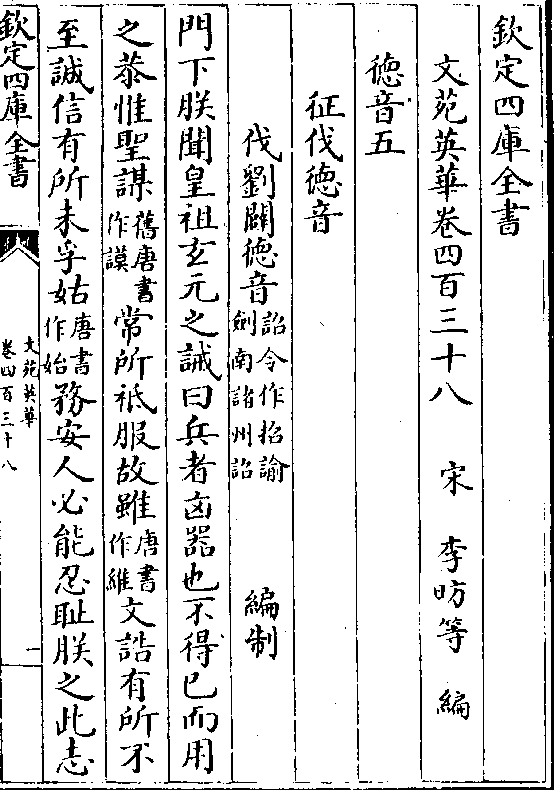 欽定四庫全書
文苑英華卷四百三十八　宋　李昉等　編
德音五
征伐德音
伐劉闢德音詔令作招諭劍南諸州詔　編制
門下朕聞皇祖玄元之誡曰兵者凶器也不得已而用
之恭惟聖謀舊唐書作謨常所祗服故雖唐書作維文誥有所不
至誠信有所未孚姑唐書作始務安人必能忍耻朕之此志
欽定四庫全書
文苑英華
卷四百三十八
一